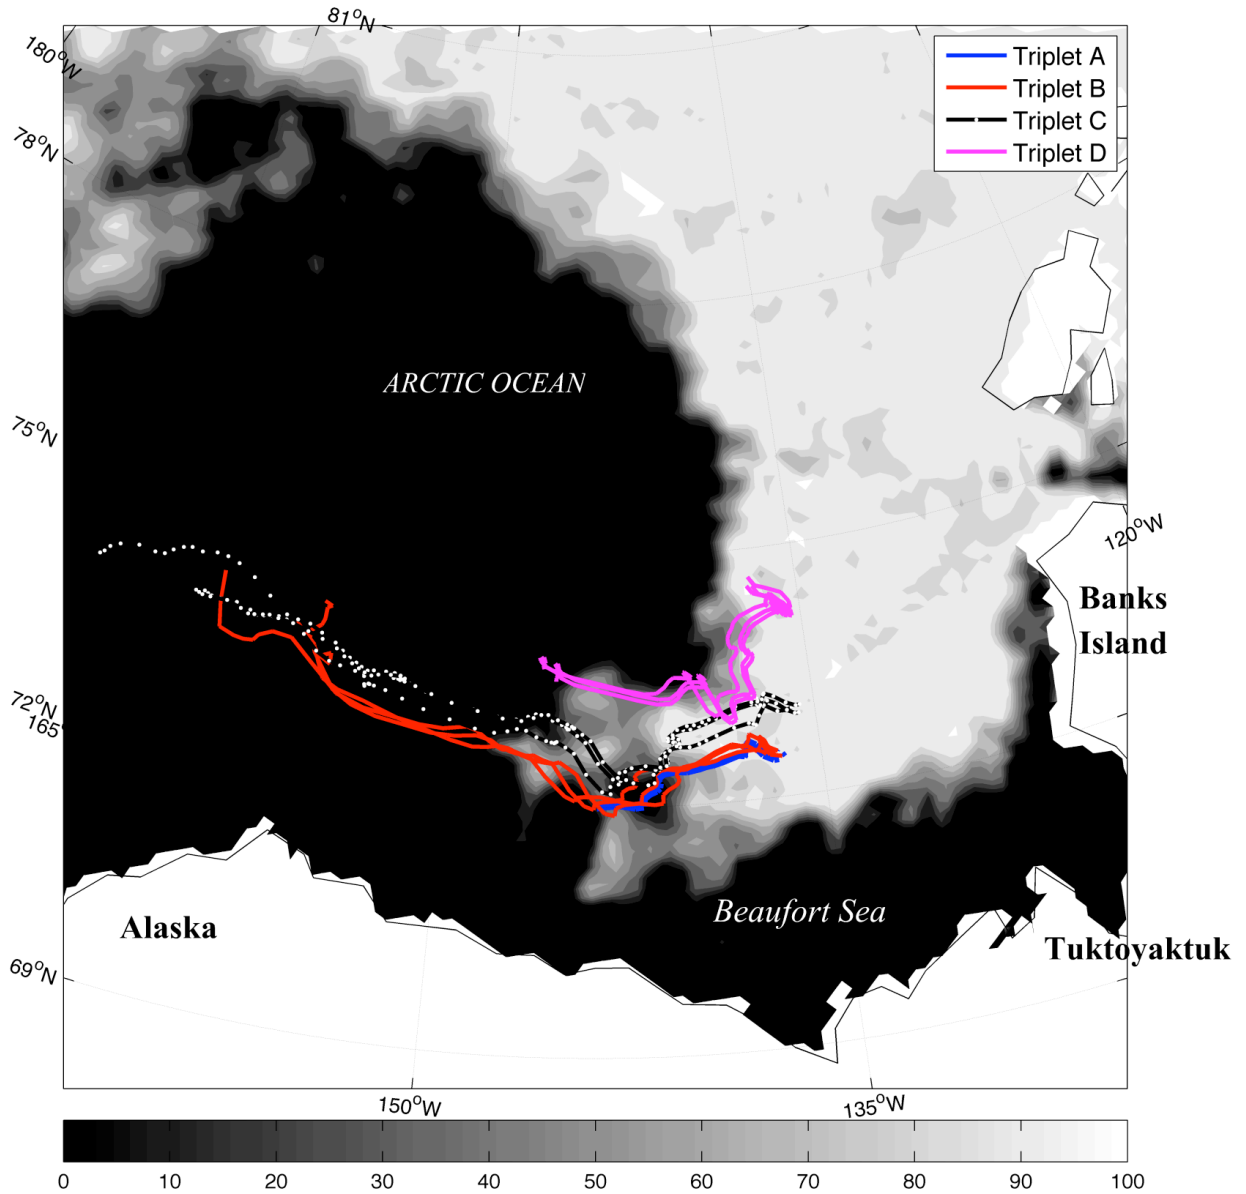 81°N
180°W
Triplet A
Triplet B
Triplet C
Triplet D
78°N
ARCTIC OCEAN
75°N
120°W
Banks
Island
72°N
165
Beaufort Sea
Alaska
Tuktoyaktuk
69°N
150°W
135°W
0 10 20 30 40 50 60 70 80 90 100